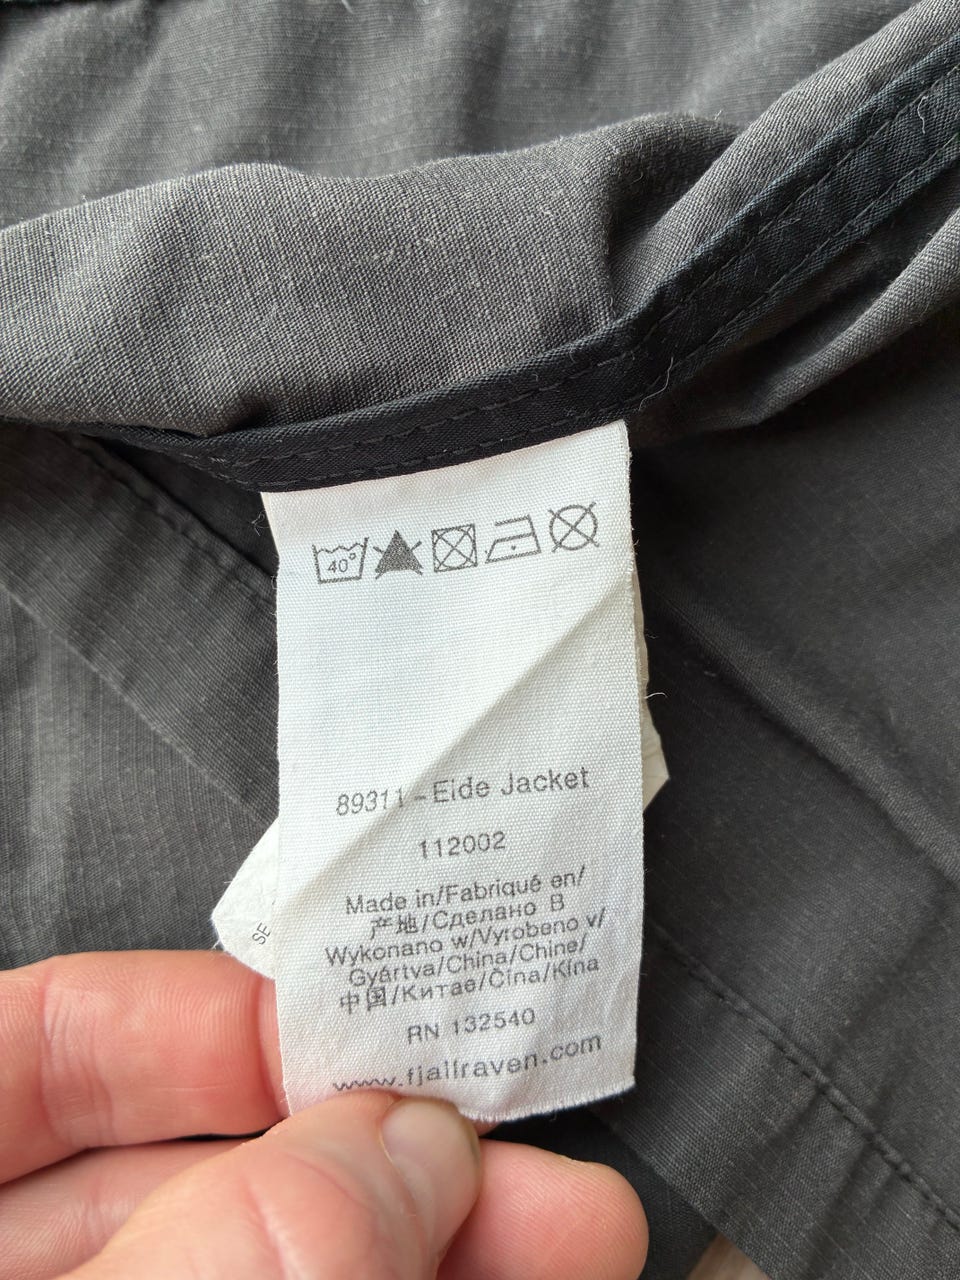 40°
89311 - Eide Jacket
112002
Made in/Fabriqué en/
产地/Сделано В
Wykonano w/Vyrobeno v/
Gyártva/China/Chine/
中国/Китае/Čína/Kína
RN 132540
www.fjallraven.com
SE